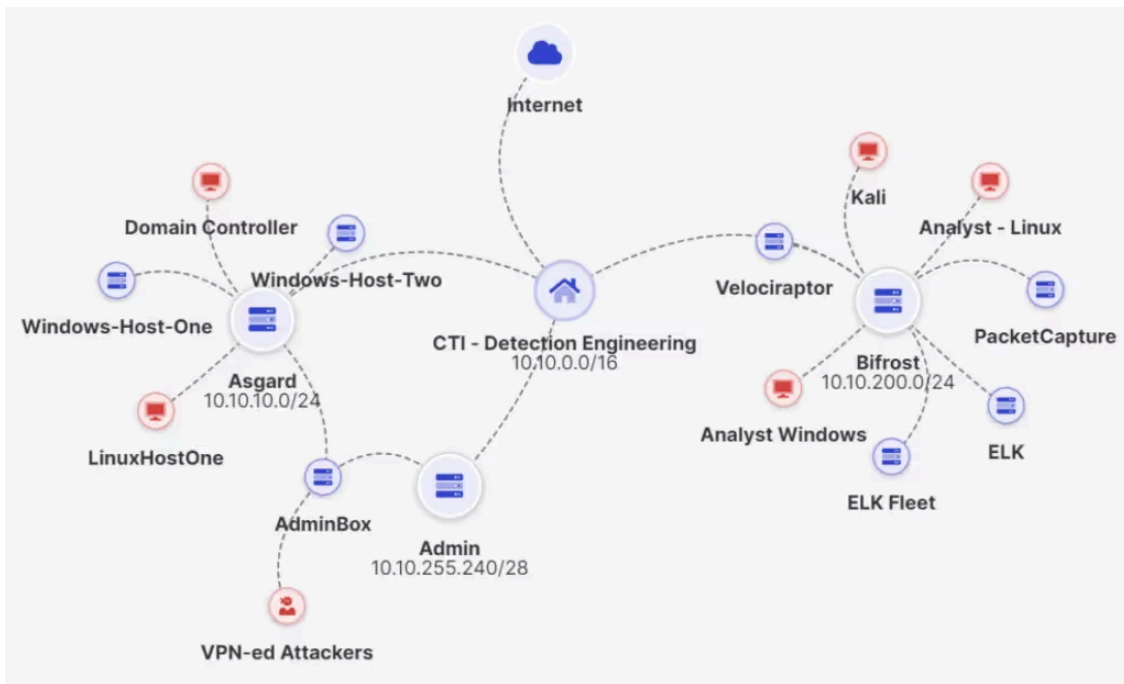 Internet
Domain Controller
Kali
Analyst - Linux
Windows-Host-Two
Velociraptor
Windows-Host-One
CTI - Detection Engineering
10.10.0.0/16
PacketCapture
Bifrost
10.10.200.0/24
Asgard
10.10.10.0/24
Analyst Windows
LinuxHostOne
ELK
ELK Fleet
AdminBox
Admin
10.10.255.240/28
VPN-ed Attackers